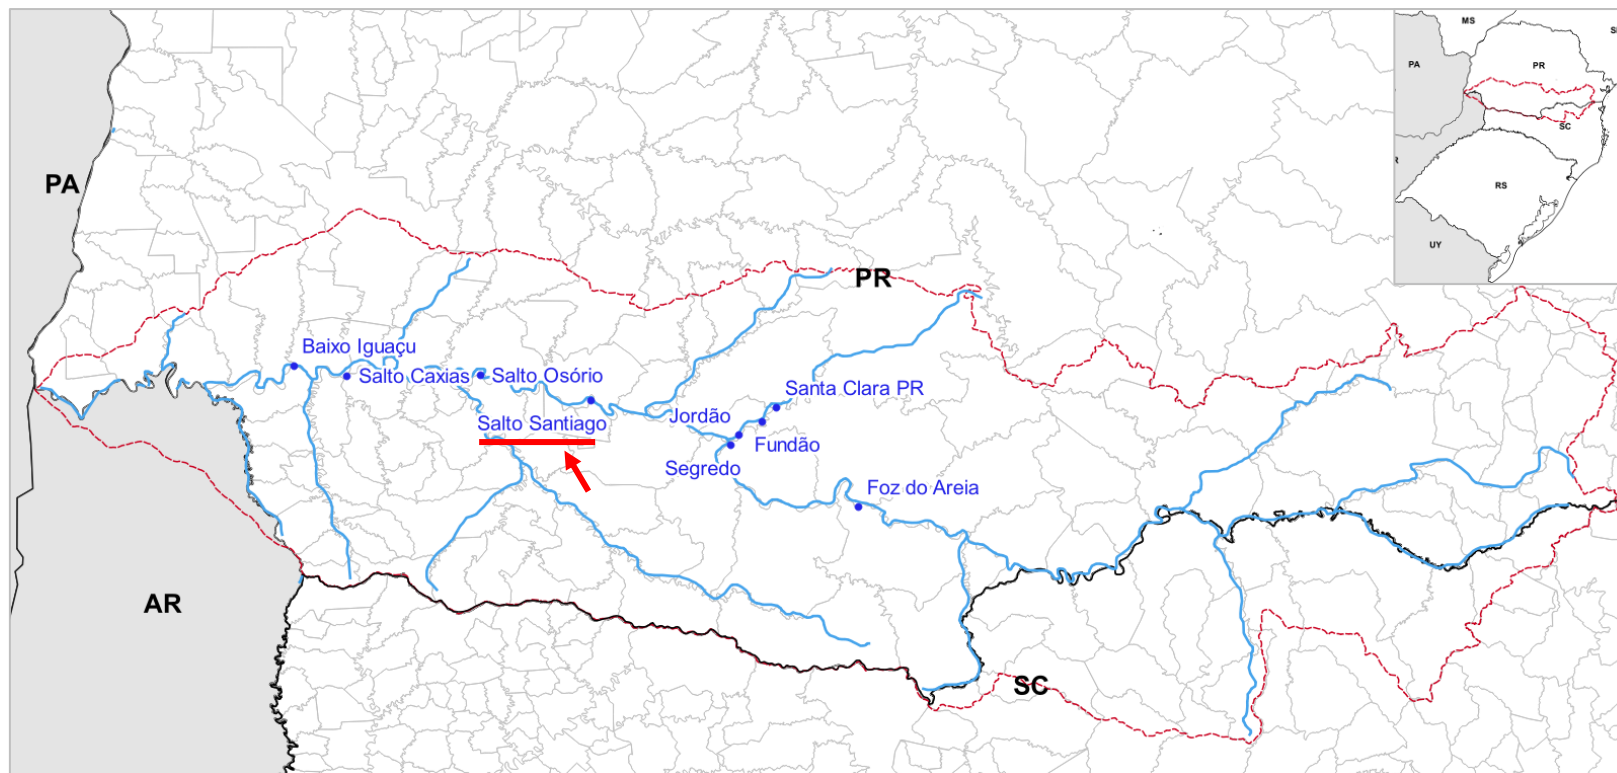 MS
PA
PR
SC
RS
UY
PA
PR
Baixo Iguaçu
Salto Caxias
Salto Osório
Santa Clara PR
Jordão
Salto Santiago
Fundão
Segredo
Foz do Areia
AR
SC